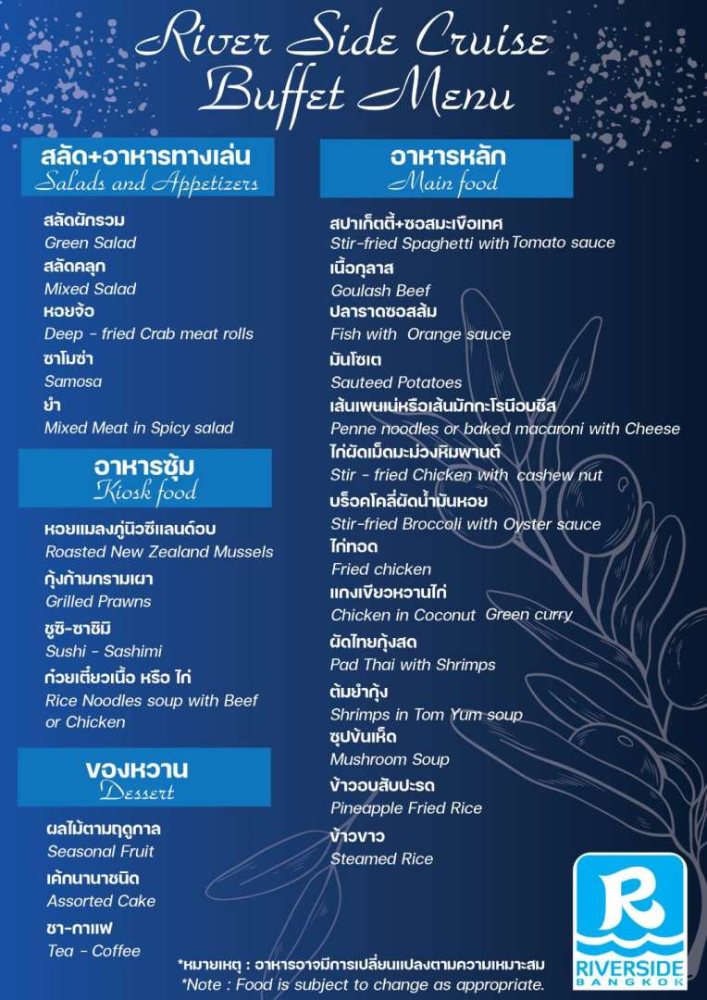 River Side Cruise
Buffet Menu
สลัด+อาหารทางเล่น
Salads and Appetizers
สลัดผักรวม
Green Salad
สลัดคลุก
Mixed Salad
หอยจ้อ
Deep - fried Crab meat rolls
ซาโมซ่า
Samosa
ยำ
Mixed Meat in Spicy salad
อาหารซุ้ม
Kiosk food
หอยแมลงภู่นิวซีแลนด์อบ
Roasted New Zealand Mussels
กุ้งก้ามกรามเผา
Grilled Prawns
ซูชิ-ซาชิมิ
Sushi - Sashimi
ก๋วยเตี๋ยวเนื้อ หรือ ไก่
Rice Noodles soup with Beef
or Chicken
ของหวาน
Dessert
ผลไม้ตามฤดูกาล
Seasonal Fruit
เค้กนานาชนิด
Assorted Cake
ชา-กาแฟ
Tea - Coffee
อาหารหลัก
Main food
สปาเก็ตตี้+ซอสมะเขือเทศ
Stir-fried Spaghetti with Tomato sauce
เนื้อกุลาส
Goulash Beef
ปลาราดซอสส้ม
Fish with Orange sauce
มันโซเต
Sauteed Potatoes
เส้นเพนเน่หรือเส้นมักกะโรนีอบชีส
Penne noodles or baked macaroni with Cheese
ไก่ผัดเม็ดมะม่วงหิมพานต์
Stir - fried Chicken with cashew nut
บร็อคโคลี่ผัดน้ำมันหอย
Stir-fried Broccoli with Oyster sauce
ไก่ทอด
Fried chicken
แกงเขียวหวานไก่
Chicken in Coconut Green curry
ผัดไทยกุ้งสด
Pad Thai with Shrimps
ต้มยำกุ้ง
Shrimps in Tom Yum soup
ซุปข้นเห็ด
Mushroom Soup
ข้าวอบสับปะรด
Pineapple Fried Rice
ข้าวขาว
Steamed Rice
*หมายเหตุ : อาหารอาจมีการเปลี่ยนแปลงตามความเหมาะสม
*Note : Food is subject to change as appropriate.
R
RIVERSIDE
BANGKOK